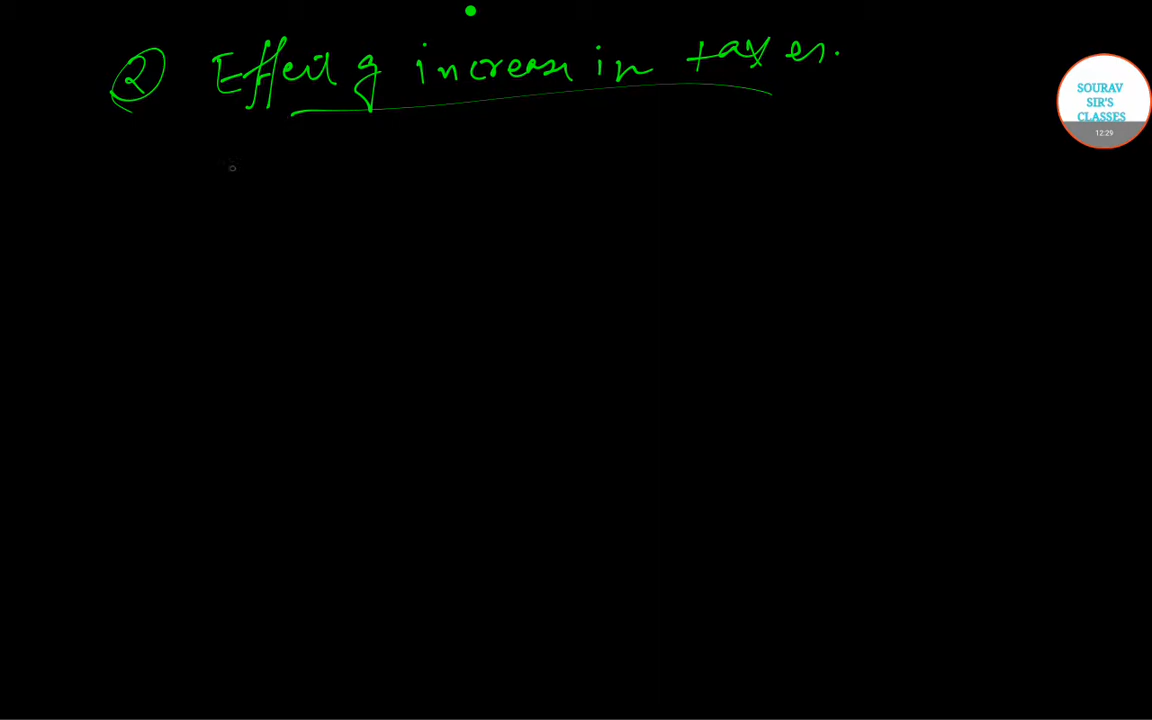 ② Effect of increase in taxes.
SOURAV
SIR'S
CLASSES
12:29